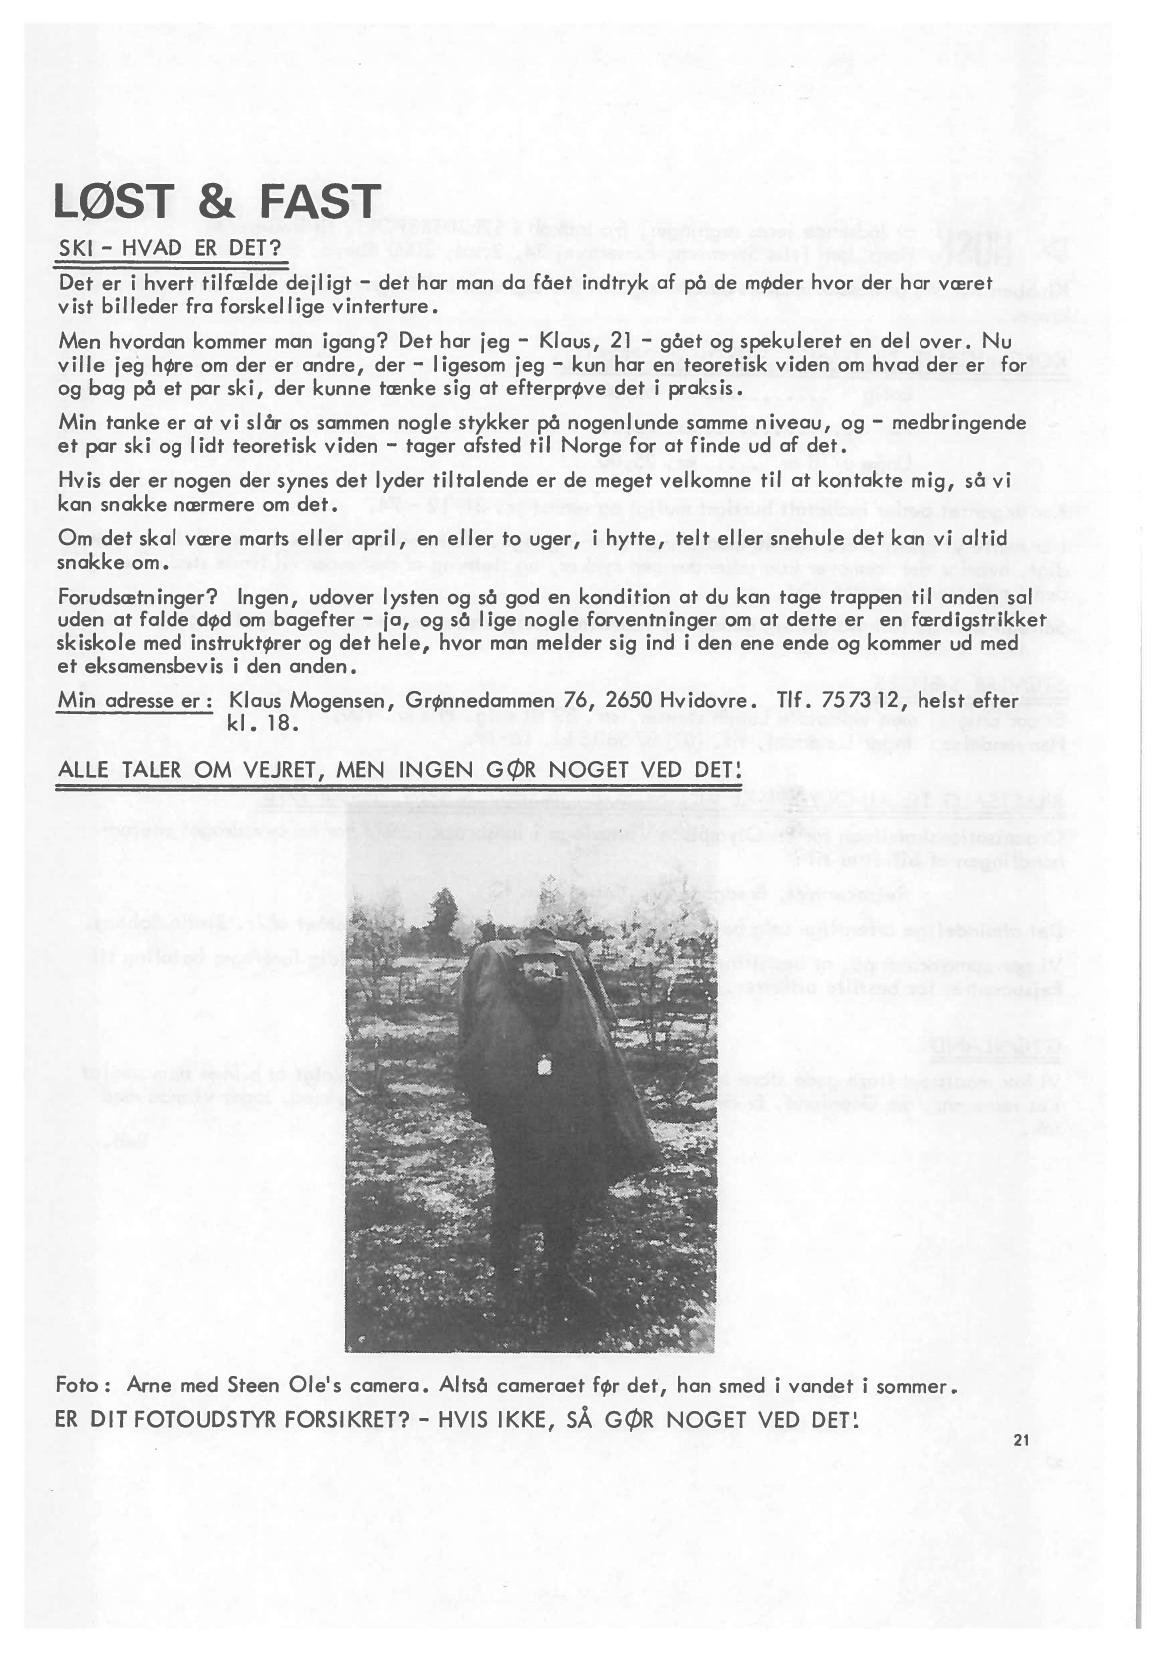 LØST & FAST
SKI - HVAD ER DET?
Det er i hvert tilfælde dejligt - det har man da fået indtryk af på de møder hvor der har været
vist billeder fra forskellige vinterture.
Men hvordan kommer man igang? Det har jeg - Klaus, 21 - gået og spekuleret en del over. Nu
ville jeg høre om der er andre, der - ligesom jeg - kun har en teoretisk viden om hvad der er for
og bag på et par ski, der kunne tænke sig at efterprøve det i praksis.
Min tanke er at vi slår os sammen nogle stykker på nogenlunde samme niveau, og - medbringende
et par ski og lidt teoretisk viden - tager afsted til Norge for at finde ud af det.
Hvis der er nogen der synes det lyder tiltalende er de meget velkomne til at kontakte mig, så vi
kan snakke nærmere om det.
Om det skal være marts eller april, en eller to uger, i hytte, telt eller snehule det kan vi altid
snakke om.
Forudsætninger? Ingen, udover lysten og så god en kondition at du kan tage trappen til anden sal
uden at falde død om bagefter - ja, og så lige nogle forventninger om at dette er en færdigstrikket
skiskole med instruktører og det hele, hvor man melder sig ind i den ene ende og kommer ud med
et eksamensbevis i den anden.
Min adresse er : Klaus Mogensen, Grønnedammen 76, 2650 Hvidovre. Tlf. 757312, helst efter
kl. 18.
ALLE TALER OM VEJRET, MEN INGEN GØR NOGET VED DET!
Foto : Arne med Steen Ole's camera. Altså cameraet før det, han smed i vandet i sommer.
ER DIT FOTOUDSTYR FORSIKRET? - HVIS IKKE, SÅ GØR NOGET VED DET!
21